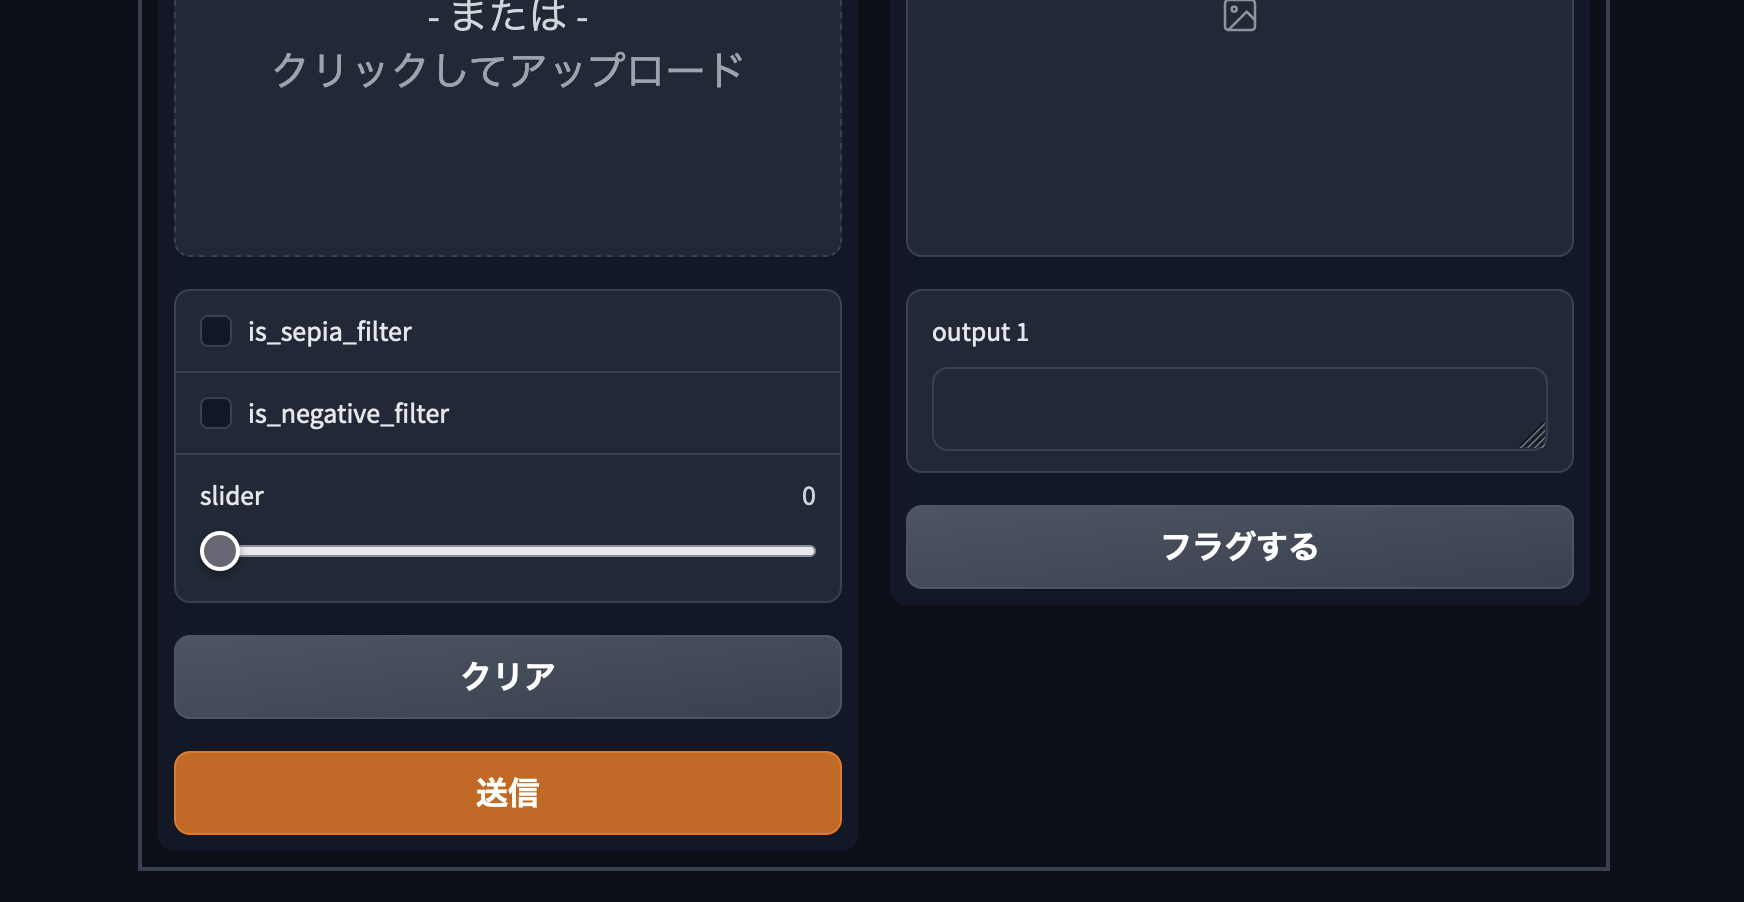 - または -
クリックしてアップロード
is_sepia_filter
is_negative_filter
slider
0
クリア
送信
output 1
フラグする